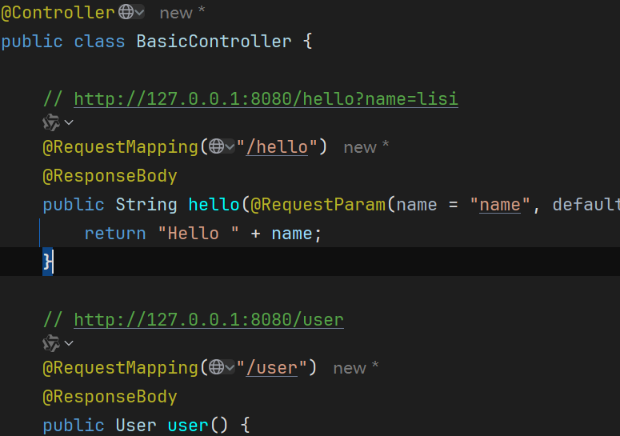 @Controller new *
public class BasicController {
// http://127.0.0.1:8080/hello?name=lisi
@RequestMapping("/hello") new *
@ResponseBody
public String hello(@RequestParam(name = "name", default
return "Hello " + name;
}
// http://127.0.0.1:8080/user
@RequestMapping("/user") new *
@ResponseBody
public User user() {